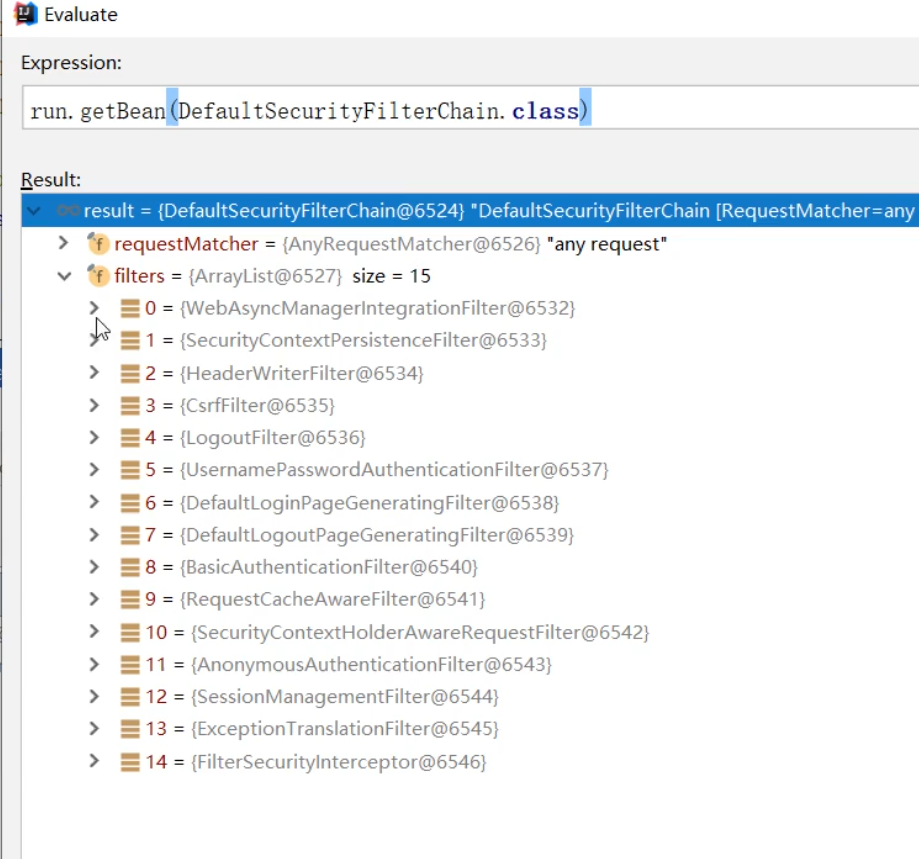 Evaluate
Expression:
run.getBean(DefaultSecurityFilterChain.class)
Result:
result = {DefaultSecurityFilterChain@6524} "DefaultSecurityFilterChain [RequestMatcher=any
requestMatcher = {AnyRequestMatcher@6526} "any request"
filters = {ArrayList@6527} size = 15
0 = {WebAsyncManagerIntegrationFilter@6532}
1 = {SecurityContextPersistenceFilter@6533}
2 = {HeaderWriterFilter@6534}
3 = {CsrfFilter@6535}
4 = {LogoutFilter@6536}
5 = {UsernamePasswordAuthenticationFilter@6537}
6 = {DefaultLoginPageGeneratingFilter@6538}
7 = {DefaultLogoutPageGeneratingFilter@6539}
8 = {BasicAuthenticationFilter@6540}
9 = {RequestCacheAwareFilter@6541}
10 = {SecurityContextHolderAwareRequestFilter@6542}
11 = {AnonymousAuthenticationFilter@6543}
12 = {SessionManagementFilter@6544}
13 = {ExceptionTranslationFilter@6545}
14 = {FilterSecurityInterceptor@6546}